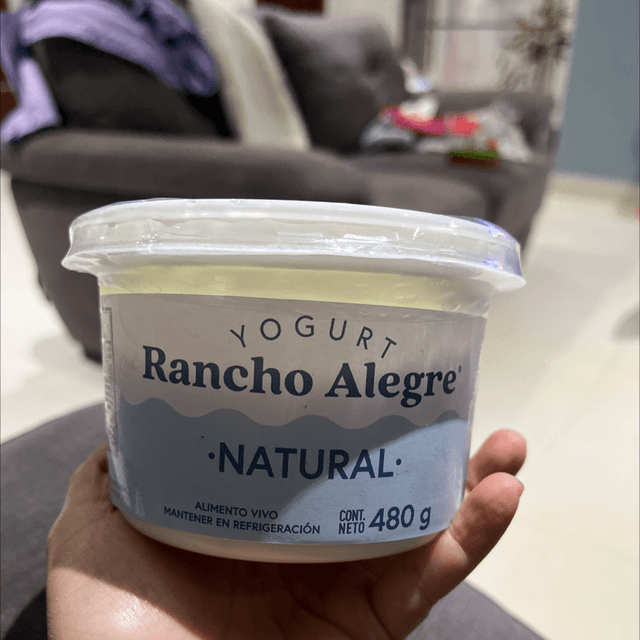 YOGURT
Rancho Alegre
·NATURAL·
ALIMENTO VIVO
MANTENER EN REFRIGERACIÓN
CONT.
NETO 480 g